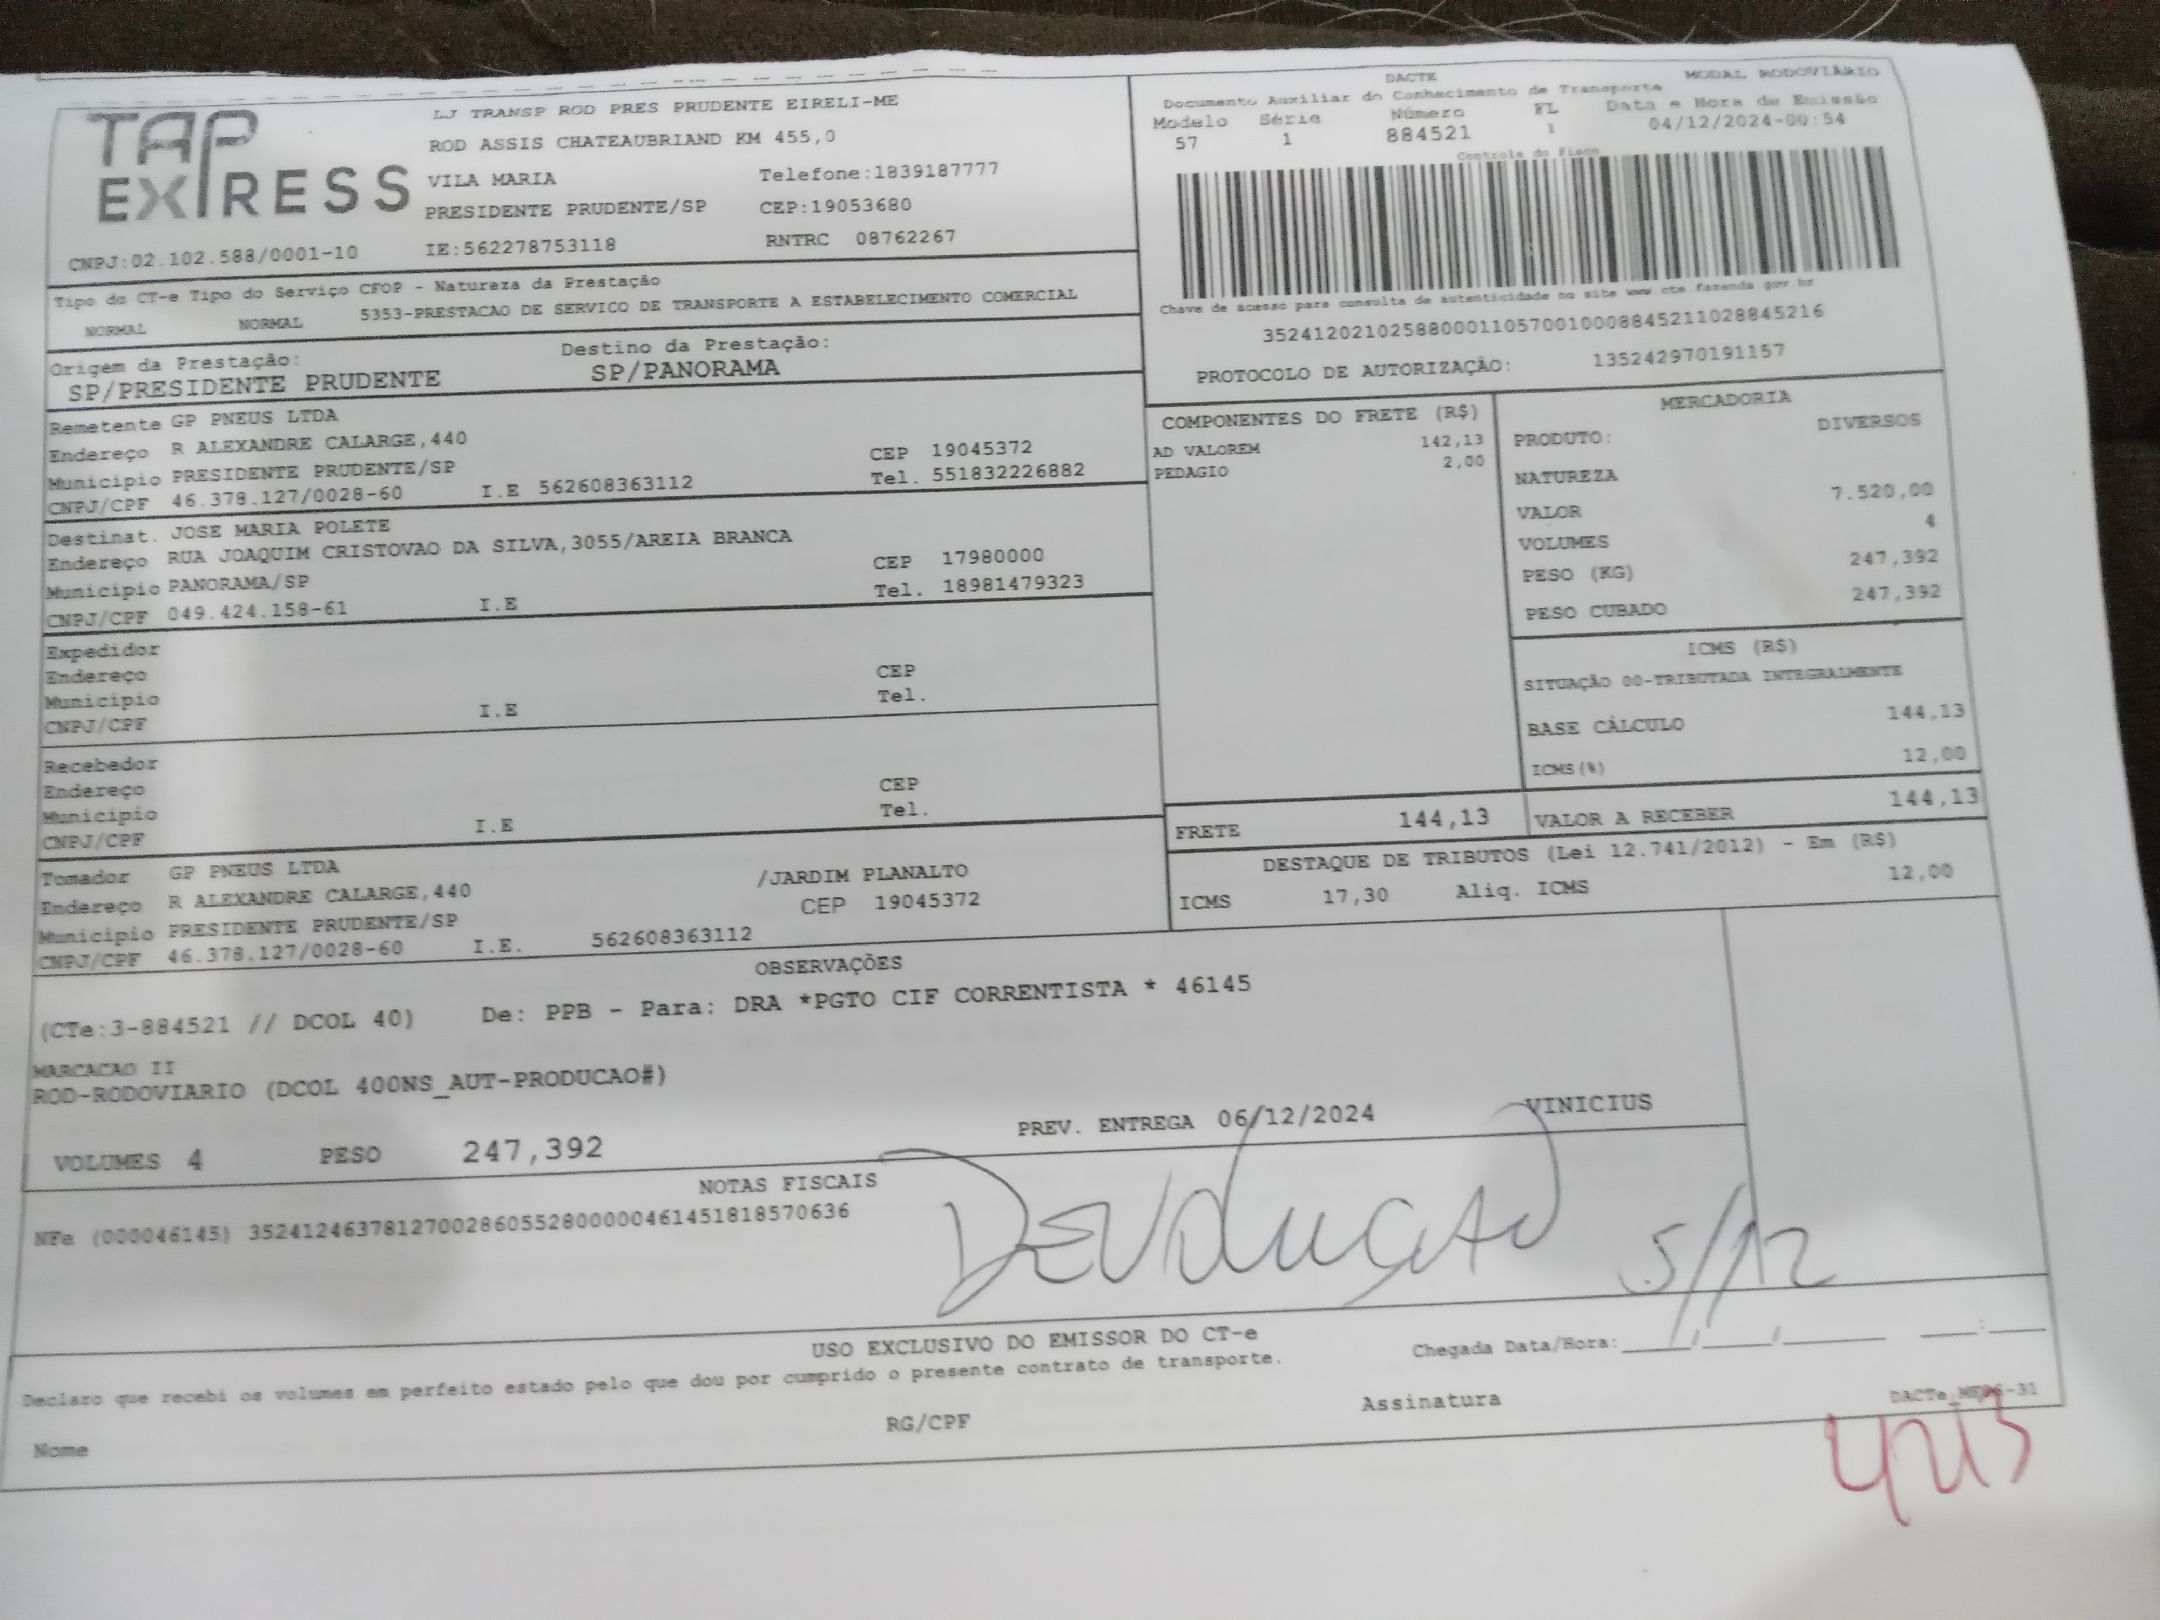 TAP EXPRESS
LJ TRANSP ROD PRES PRUDENTE EIRELI-ME
ROD ASSIS CHATEAUBRIAND KM 455,0
VILA MARIA Telefone:1839187777
PRESIDENTE PRUDENTE/SP CEP:19053680
CNPJ:02.102.588/0001-10 IE:562278753118 RNTRC 08762267
DACTE MODAL RODOVIÁRIO
Documento Auxiliar do Conhecimento de Transporte
Modelo Série Número FL Data e Hora de Emissão
57 1 884521 1 04/12/2024-00:54
Controle do Fisco
Chave de acesso para consulta de autenticidade no site www.cte.fazenda.gov.br
35241202102588000110570010008845211028845216
PROTOCOLO DE AUTORIZAÇÃO: 135242970191157
Tipo do CT-e Tipo do Serviço CFOP - Natureza da Prestação
NORMAL NORMAL 5353-PRESTACAO DE SERVICO DE TRANSPORTE A ESTABELECIMENTO COMERCIAL
Origem da Prestação: Destino da Prestação:
SP/PRESIDENTE PRUDENTE SP/PANORAMA
Remetente GP PNEUS LTDA
Endereço R ALEXANDRE CALARGE,440 CEP 19045372
Municipio PRESIDENTE PRUDENTE/SP Tel. 551832226882
CNPJ/CPF 46.378.127/0028-60 I.E 562608363112
Destinat. JOSE MARIA POLETE
Endereço RUA JOAQUIM CRISTOVAO DA SILVA,3055/AREIA BRANCA CEP 17980000
Municipio PANORAMA/SP Tel. 18981479323
CNPJ/CPF 049.424.158-61 I.E
Expedidor
Endereço CEP
Municipio Tel.
CNPJ/CPF I.E
Recebedor
Endereço CEP
Municipio Tel.
CNPJ/CPF I.E
Tomador GP PNEUS LTDA
Endereço R ALEXANDRE CALARGE,440 /JARDIM PLANALTO
Municipio PRESIDENTE PRUDENTE/SP CEP 19045372
CNPJ/CPF 46.378.127/0028-60 I.E. 562608363112
COMPONENTES DO FRETE (R$)
AD VALOREM 142,13
PEDAGIO 2,00
MERCADORIA
PRODUTO: DIVERSOS
NATUREZA
VALOR 7.520,00
VOLUMES 4
PESO (KG) 247,392
PESO CUBADO 247,392
ICMS (R$)
SITUAÇÃO 00-TRIBUTADA INTEGRALMENTE
BASE CÁLCULO 144,13
ICMS(%) 12,00
FRETE 144,13 VALOR A RECEBER 144,13
DESTAQUE DE TRIBUTOS (Lei 12.741/2012) - Em (R$)
ICMS 17,30 Aliq. ICMS 12,00
OBSERVAÇÕES
(CTe:3-884521 // DCOL 40) De: PPB - Para: DRA *PGTO CIF CORRENTISTA * 46145
MARCACAO II
ROD-RODOVIARIO (DCOL 400NS_AUT-PRODUCAO#)
VOLUMES 4 PESO 247,392 PREV. ENTREGA 06/12/2024 VINICIUS
NOTAS FISCAIS
NFe (000046145) 35241246378127002860552800000461451818570636
DEVOLUÇÃO 5/12
USO EXCLUSIVO DO EMISSOR DO CT-e
Declaro que recebi os volumes em perfeito estado pelo que dou por cumprido o presente contrato de transporte.
Chegada Data/Hora:____/____/____ __:__
Nome RG/CPF Assinatura